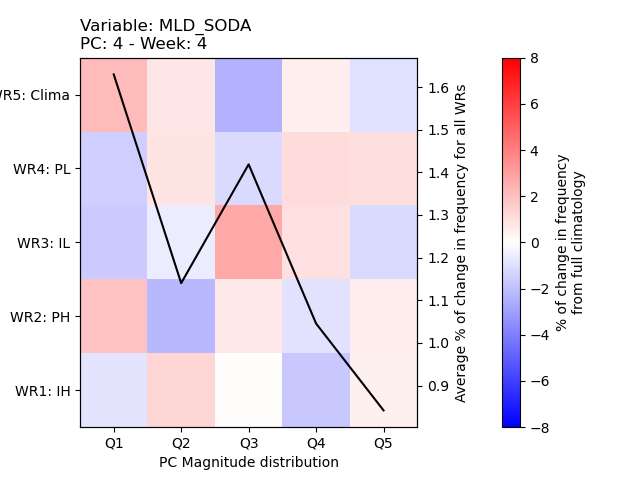 Variable: MLD_SODA
PC: 4 - Week: 4
WR5: Clima
WR4: PL
WR3: IL
WR2: PH
WR1: IH
Q1 Q2 Q3 Q4 Q5
PC Magnitude distribution
1.6
1.5
1.4
1.3
1.2
1.1
1.0
0.9
Average % of change in frequency for all WRs
8
6
4
2
0
−2
−4
−6
−8
% of change in frequency
from full climatology